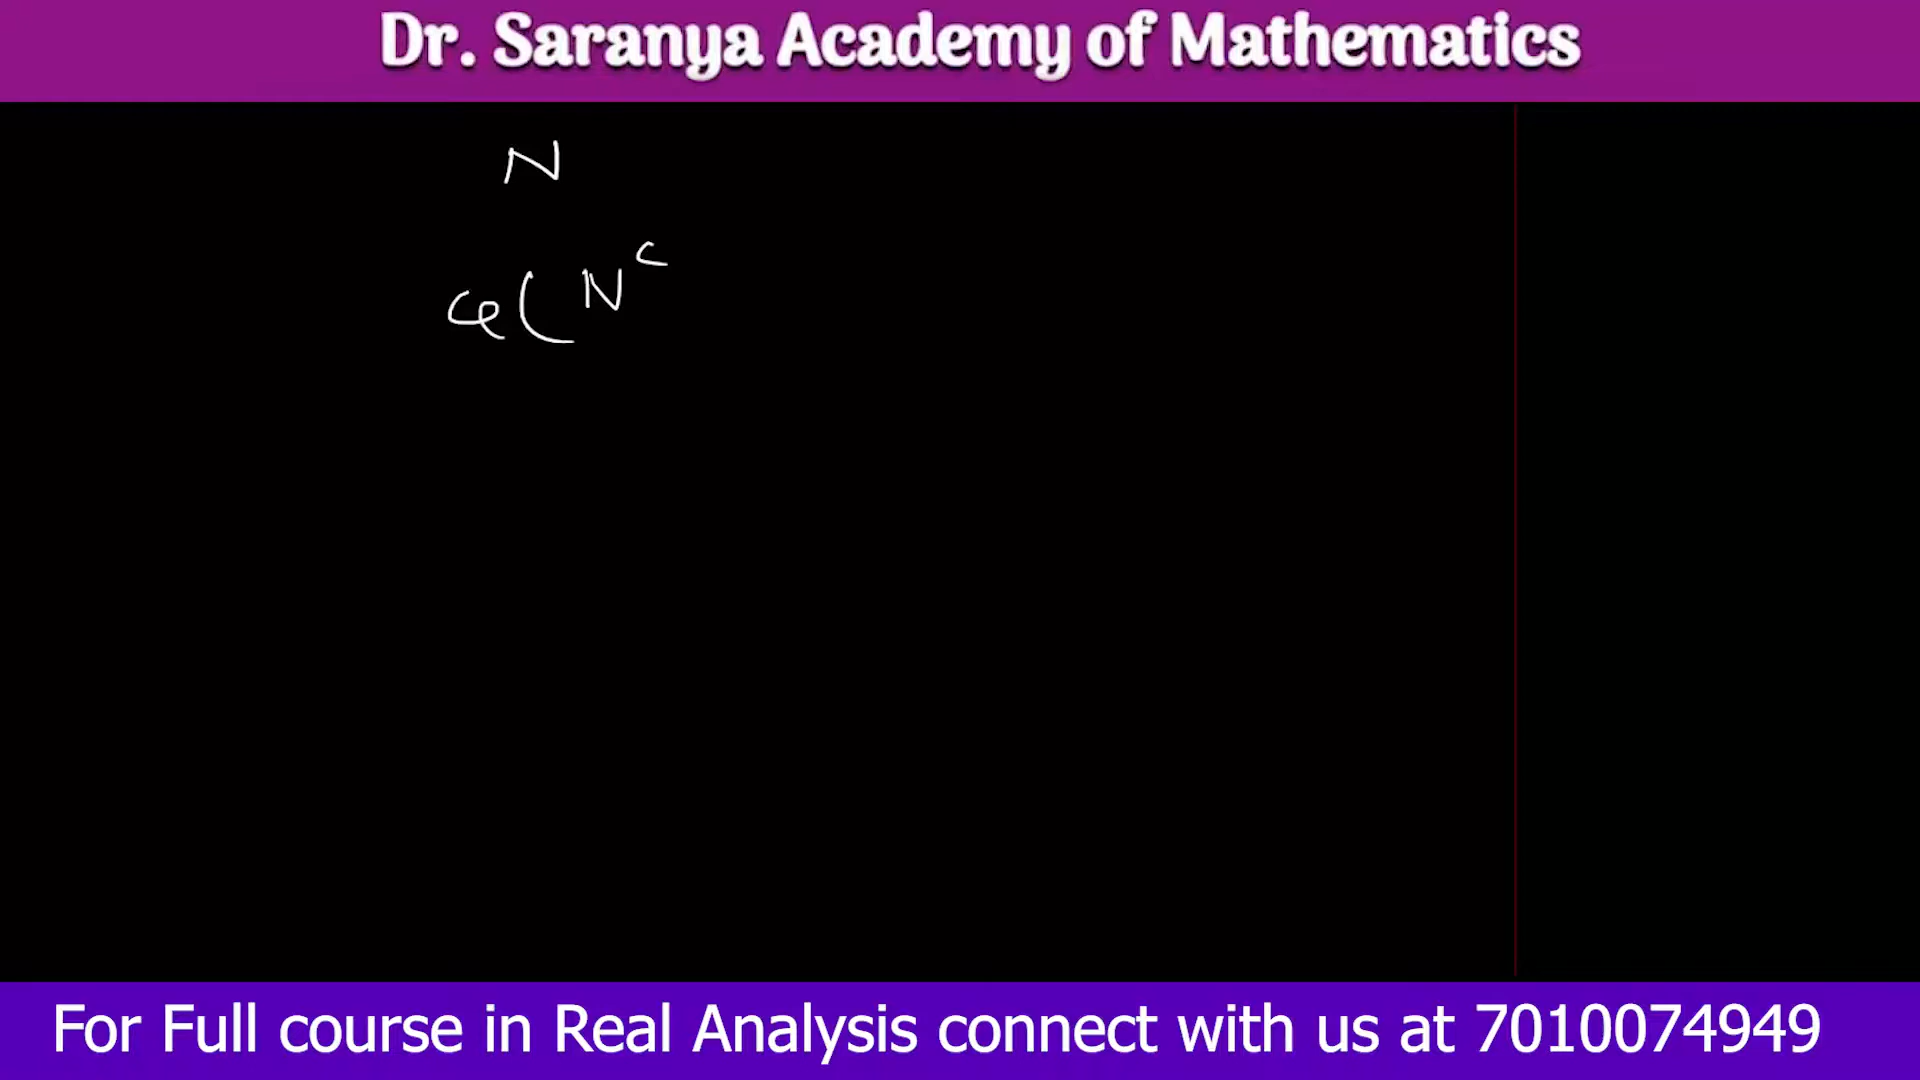 Dr. Saranya Academy of Mathematics
N
φ( N^c
For Full course in Real Analysis connect with us at 7010074949